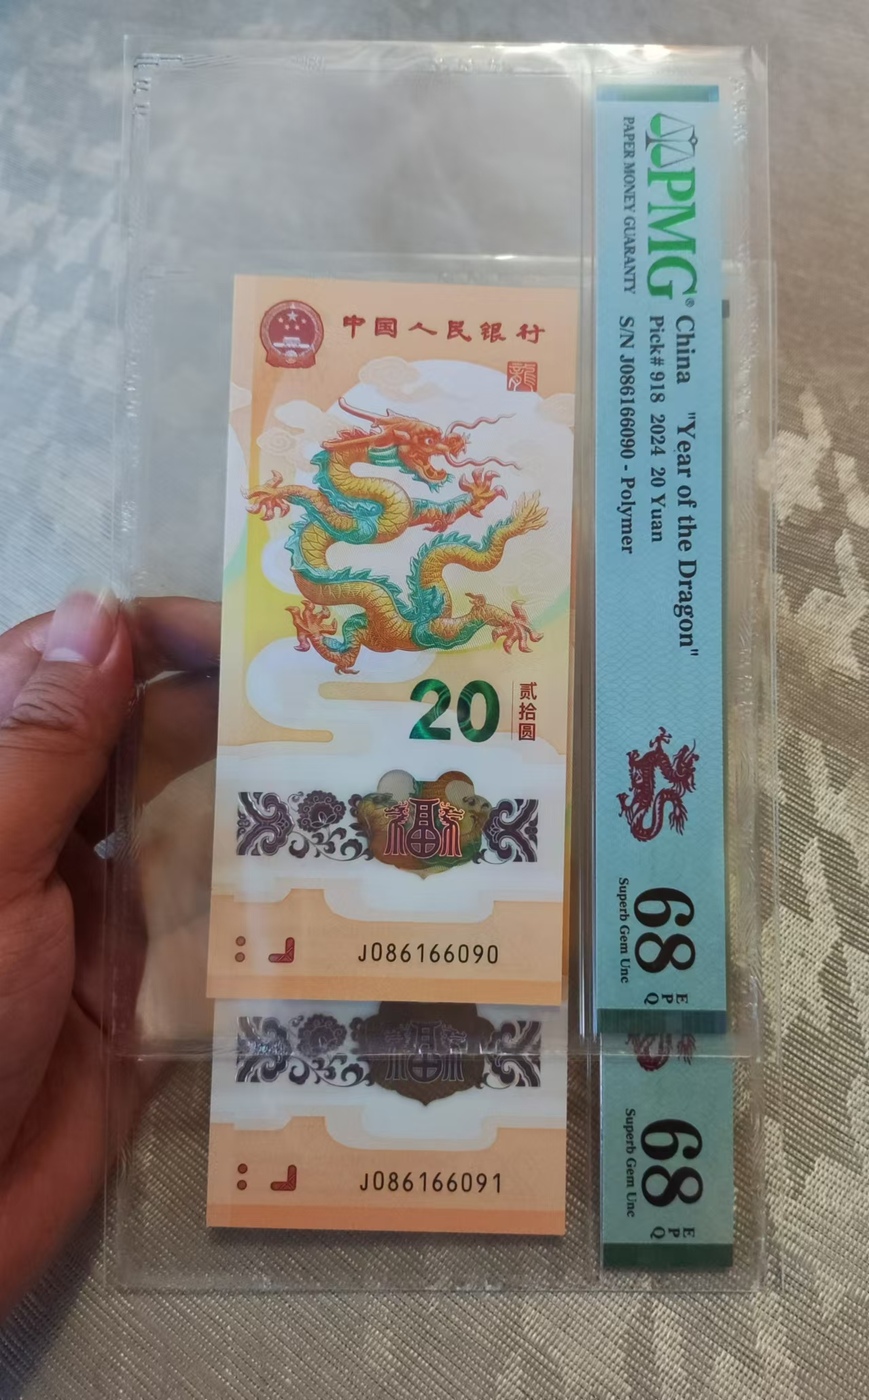 中国人民银行
龍
20
贰拾圆
福
J086166090
J086166091
PMG®
PAPER MONEY GUARANTY
China "Year of the Dragon"
Pick# 918 2024 20 Yuan
S/N J086166090 - Polymer
68 EPQ
Superb Gem Unc
68 EPQ
Superb Gem Unc